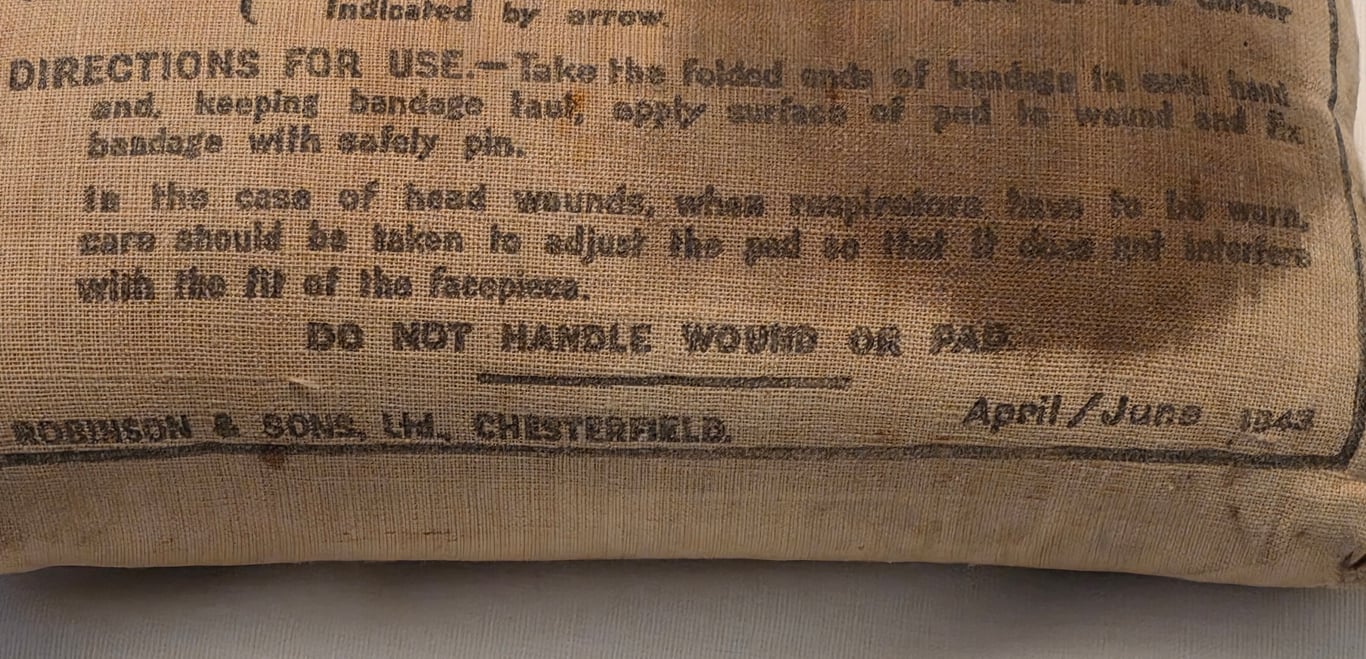 the corner
indicated by arrow.
DIRECTIONS FOR USE.—Take the folded ends of bandage in each hand
and, keeping bandage taut, apply surface of pad to wound and fix
bandage with safety pin.
In the case of head wounds, when respirators have to be worn,
care should be taken to adjust the pad so that it does not interfere
with the fit of the facepiece.
DO NOT HANDLE WOUND OR PAD.
ROBINSON & SONS, Ltd., CHESTERFIELD.
April/June 1943